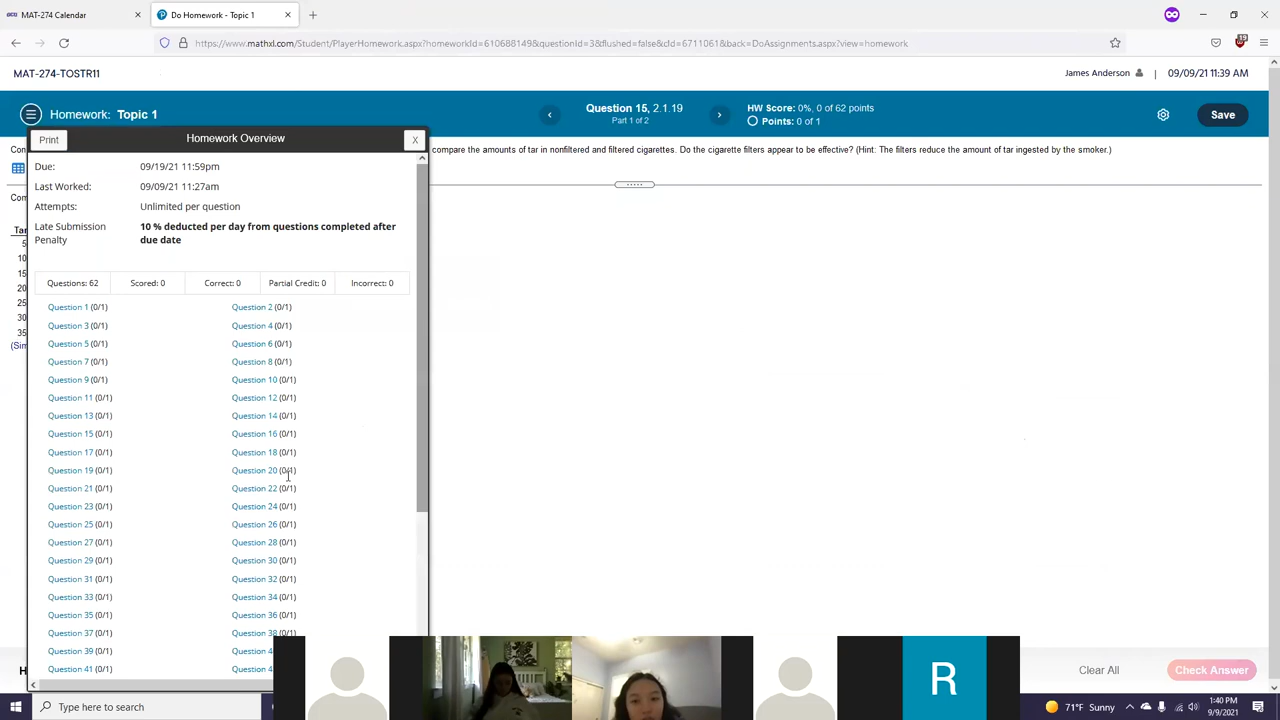 MAT-274 Calendar
Do Homework - Topic 1
https://www.mathxl.com/Student/PlayerHomework.aspx?homeworkId=610688149&questionId=3&flushed=false&cId=6711061&back=DoAssignments.aspx?view=homework
MAT-274-TOSTR11
James Anderson
09/09/21 11:39 AM
Homework: Topic 1
Question 15, 2.1.19
Part 1 of 2
HW Score: 0%, 0 of 62 points
Points: 0 of 1
Save
Print
Homework Overview
X
compare the amounts of tar in nonfiltered and filtered cigarettes. Do the cigarette filters appear to be effective? (Hint: The filters reduce the amount of tar ingested by the smoker.)
Due: 09/19/21 11:59pm
Last Worked: 09/09/21 11:27am
Attempts: Unlimited per question
Late Submission Penalty 10 % deducted per day from questions completed after due date
Questions: 62 Scored: 0 Correct: 0 Partial Credit: 0 Incorrect: 0
Question 1 (0/1) Question 2 (0/1)
Question 3 (0/1) Question 4 (0/1)
Question 5 (0/1) Question 6 (0/1)
Question 7 (0/1) Question 8 (0/1)
Question 9 (0/1) Question 10 (0/1)
Question 11 (0/1) Question 12 (0/1)
Question 13 (0/1) Question 14 (0/1)
Question 15 (0/1) Question 16 (0/1)
Question 17 (0/1) Question 18 (0/1)
Question 19 (0/1) Question 20 (0/1)
Question 21 (0/1) Question 22 (0/1)
Question 23 (0/1) Question 24 (0/1)
Question 25 (0/1) Question 26 (0/1)
Question 27 (0/1) Question 28 (0/1)
Question 29 (0/1) Question 30 (0/1)
Question 31 (0/1) Question 32 (0/1)
Question 33 (0/1) Question 34 (0/1)
Question 35 (0/1) Question 36 (0/1)
Question 37 (0/1) Question 38 (0/1)
Question 39 (0/1) Question
Question 41 (0/1) Question
R
Clear All
Check Answer
Type here to search
71°F Sunny
1:40 PM
9/9/2021